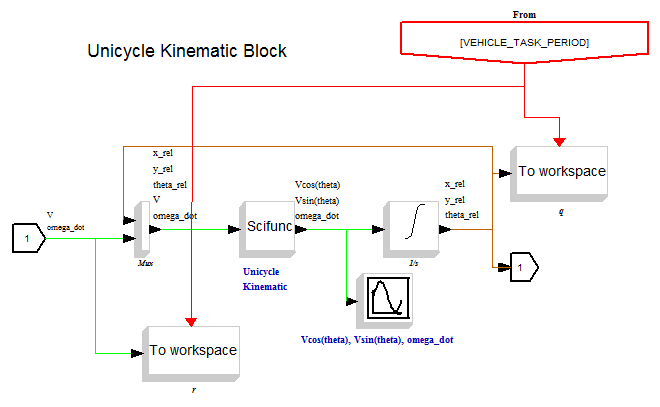 From
[VEHICLE_TASK_PERIOD]
Unicycle Kinematic Block
x_rel
y_rel
theta_rel
V
omega_dot
To workspace
q
Vcos(theta)
Vsin(theta)
omega_dot
x_rel
y_rel
theta_rel
V
omega_dot
1
Mux
Scifunc
Unicycle
Kinematic
1/s
1
Vcos(theta), Vsin(theta), omega_dot
To workspace
r